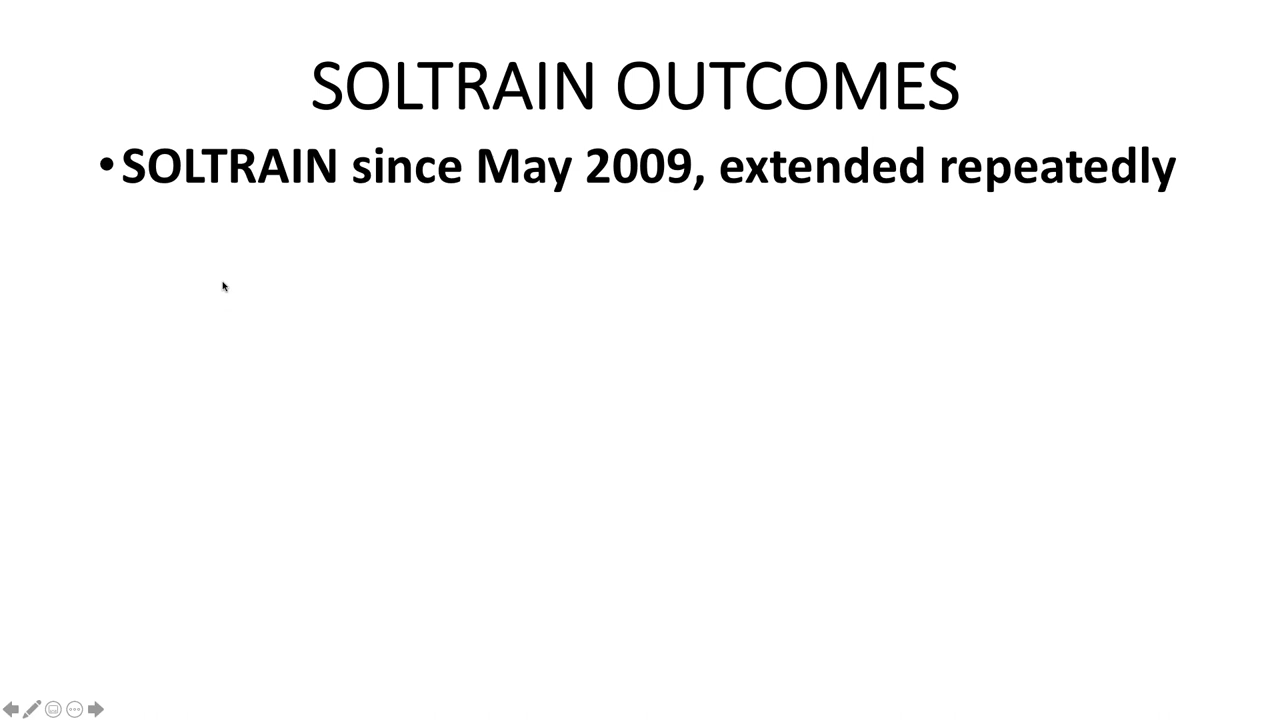 SOLTRAIN OUTCOMES
•SOLTRAIN since May 2009, extended repeatedly